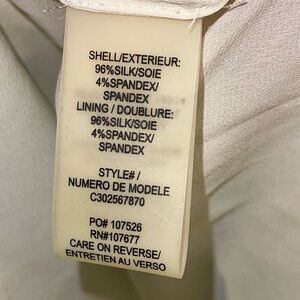 SHELL/EXTERIEUR:
96%SILK/SOIE
4%SPANDEX/
SPANDEX
LINING / DOUBLURE:
96%SILK/SOIE
4%SPANDEX/
SPANDEX
STYLE# /
NUMERO DE MODELE
C302567870
PO# 107526
RN#107677
CARE ON REVERSE/
ENTRETIEN AU VERSO